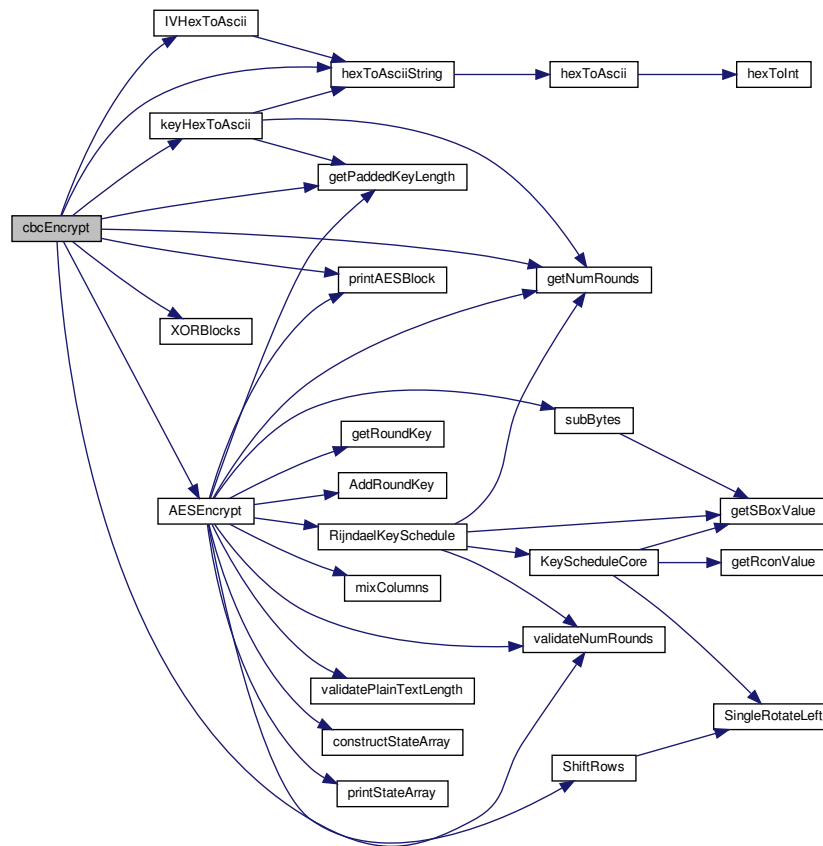 IVHexToAscii
hexToAsciiString
hexToAscii
hexToInt
keyHexToAscii
getPaddedKeyLength
cbcEncrypt
printAESBlock
getNumRounds
XORBlocks
subBytes
getRoundKey
AddRoundKey
getSBoxValue
AESEncrypt
RijndaelKeySchedule
KeyScheduleCore
getRconValue
mixColumns
validateNumRounds
validatePlainTextLength
SingleRotateLeft
constructStateArray
ShiftRows
printStateArray